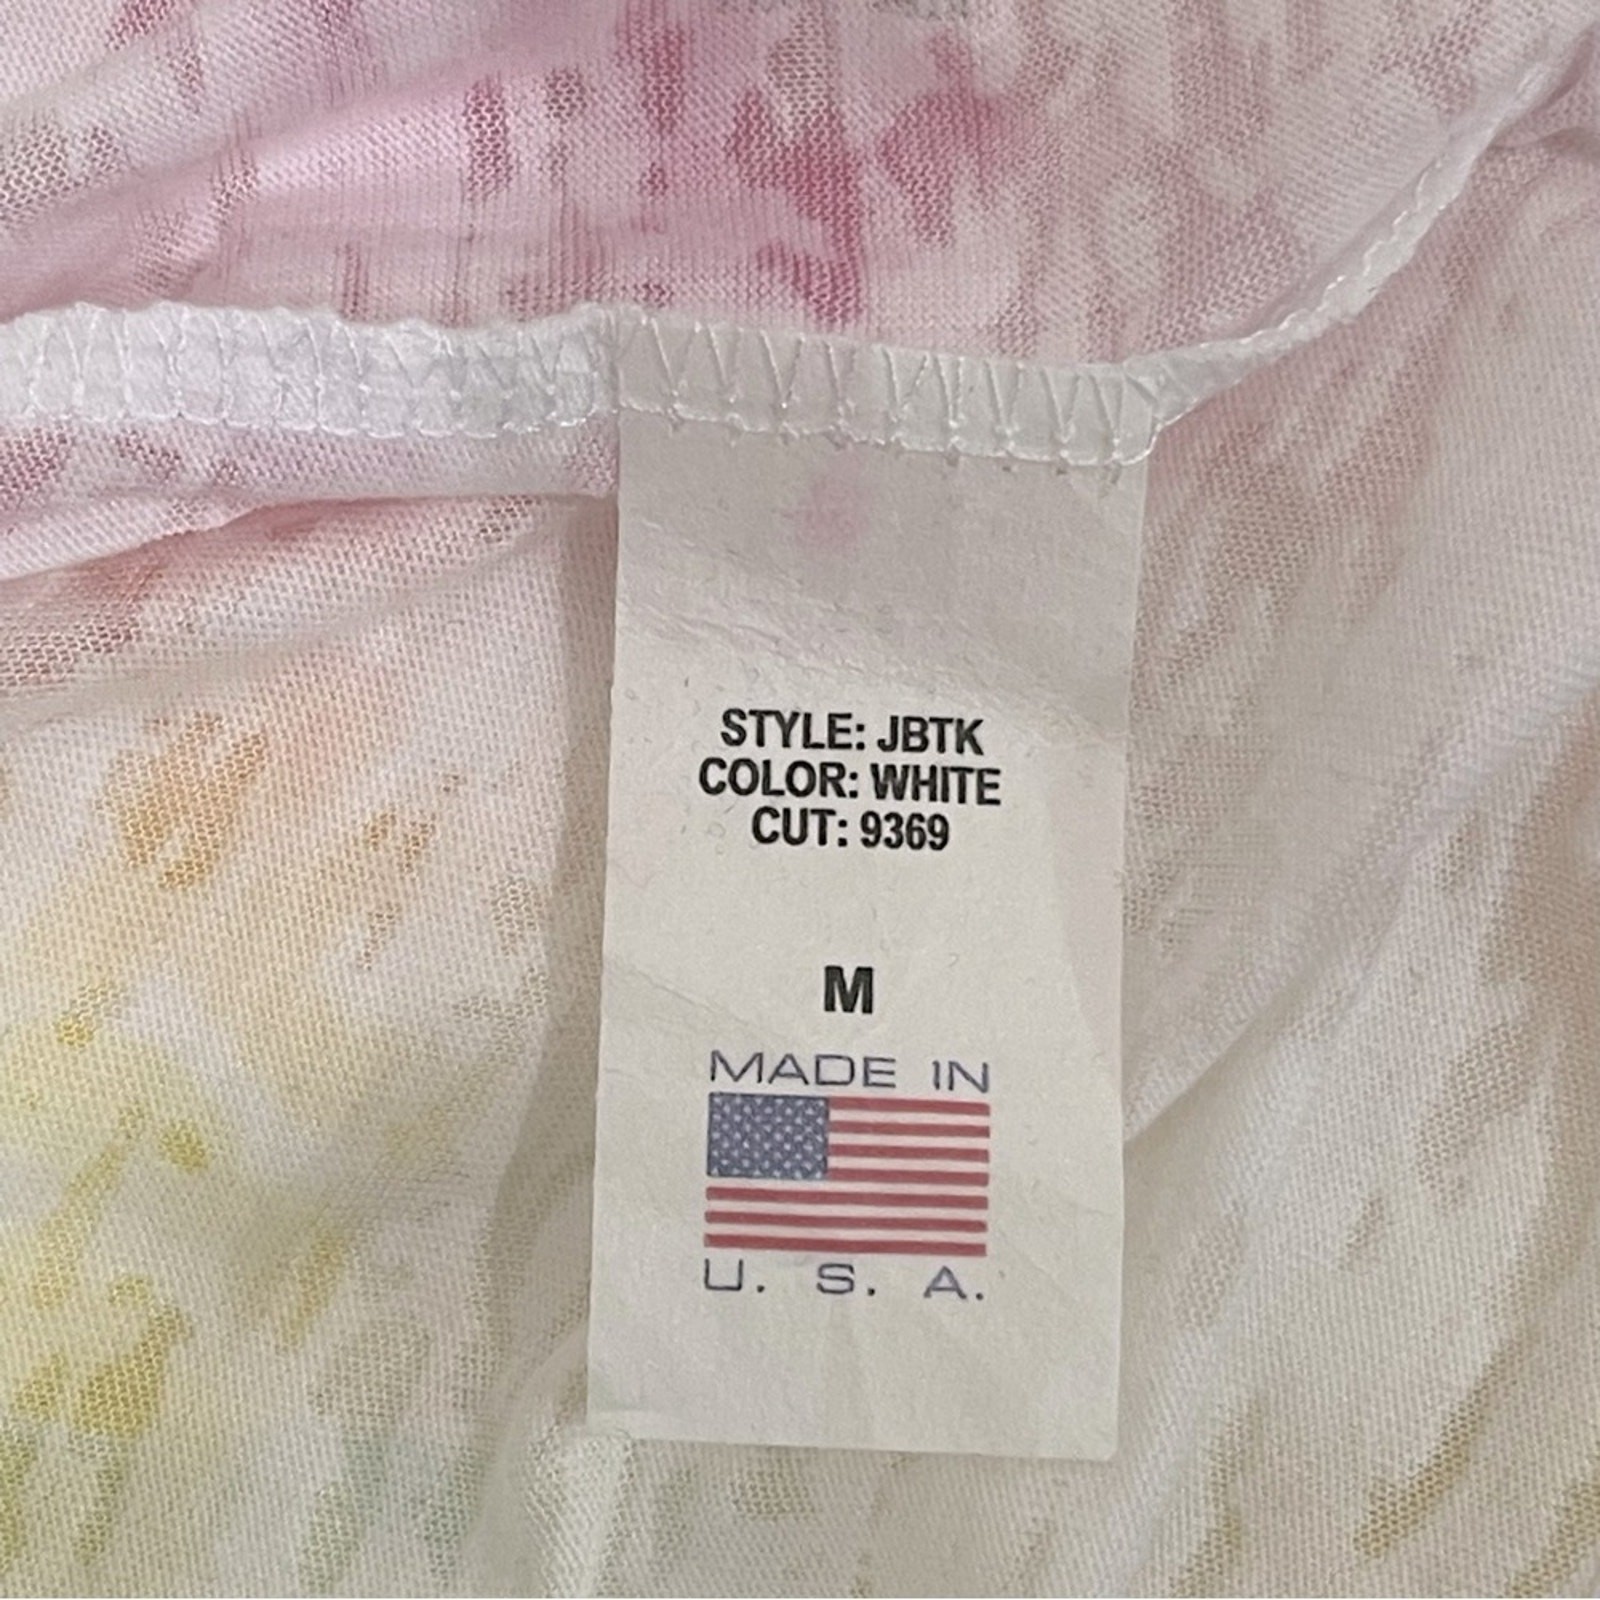 STYLE: JBTK
COLOR: WHITE
CUT: 9369
M
MADE IN
U. S. A.